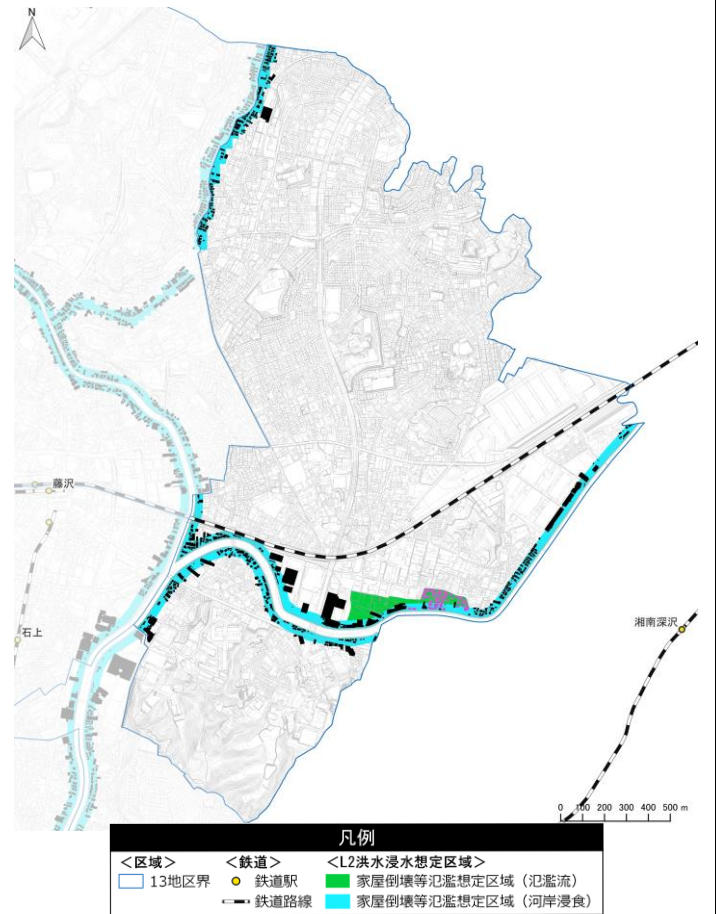 N
藤沢
石上
湘南深沢
0 100 200 300 400 500 m
凡例
＜区域＞ ＜鉄道＞ ＜L2洪水浸水想定区域＞
13地区界 鉄道駅 家屋倒壊等氾濫想定区域（氾濫流）
鉄道路線 家屋倒壊等氾濫想定区域（河岸浸食）